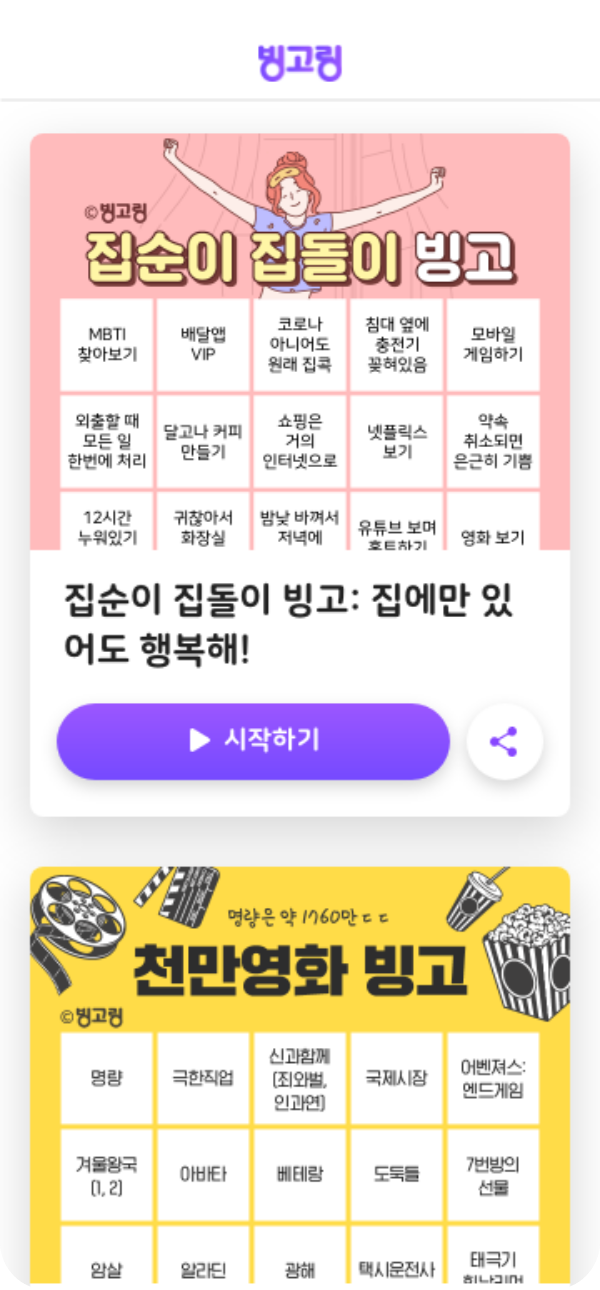 빙고링
©빙고링
집순이 집돌이 빙고
MBTI
찾아보기
배달앱
VIP
코로나
아니어도
원래 집콕
침대 옆에
충전기
꽂혀있음
모바일
게임하기
외출할 때
모든 일
한번에 처리
달고나 커피
만들기
쇼핑은
거의
인터넷으로
넷플릭스
보기
약속
취소되면
은근히 기쁨
12시간
누워있기
귀찮아서
화장실
밤낮 바껴서
저녁에
유튜브 보며
홈트하기
영화 보기
집순이 집돌이 빙고: 집에만 있
어도 행복해!
시작하기
명량은 약 1760만 ㄷㄷ
천만영화 빙고
©빙고링
명량
극한직업
신과함께
(죄와벌,
인과연)
국제시장
어벤져스:
엔드게임
겨울왕국
(1, 2)
아바타
베테랑
도둑들
7번방의
선물
암살
알라딘
광해
택시운전사
태극기
휘날리며